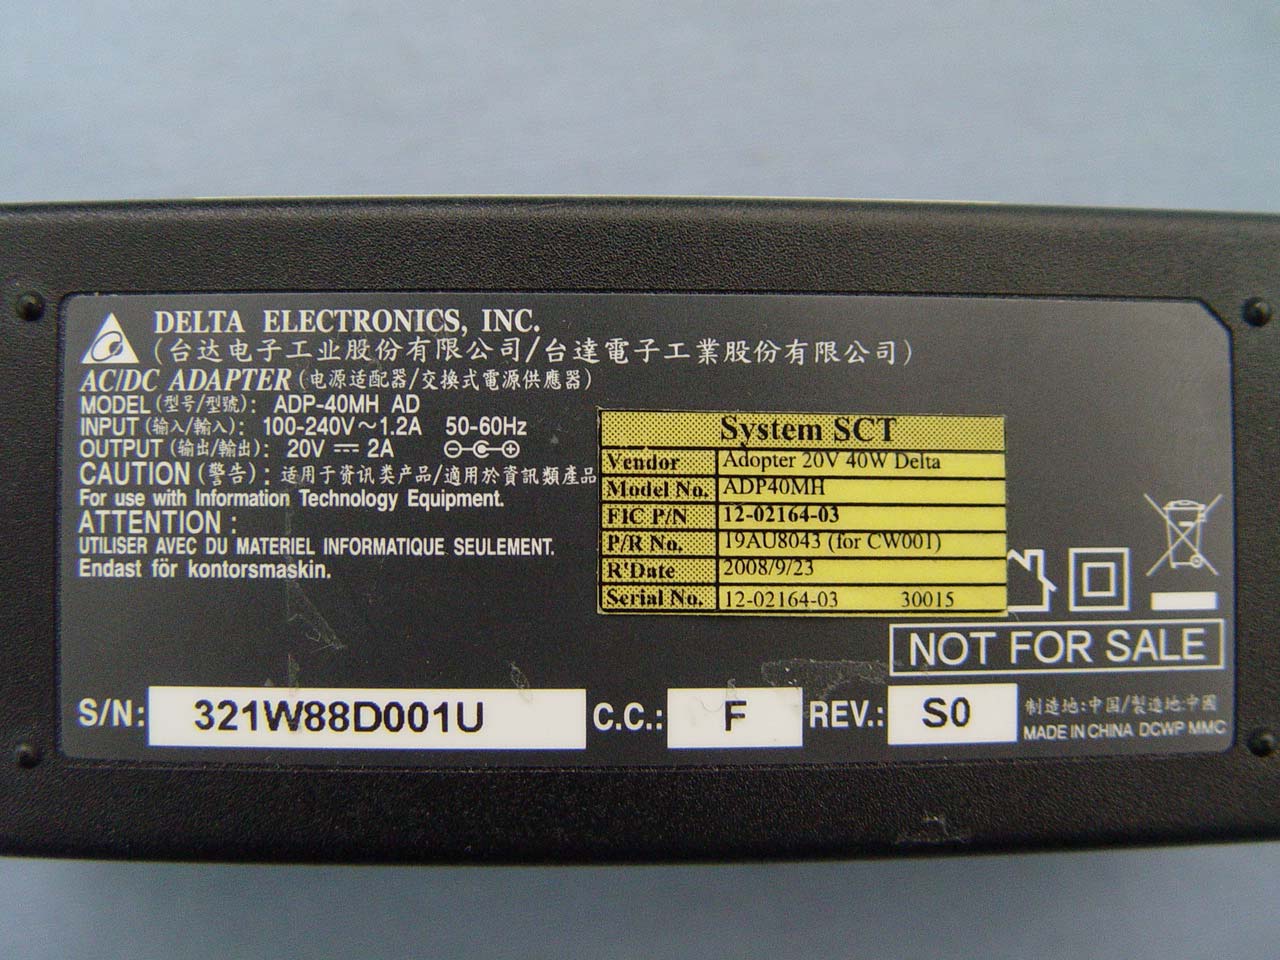 DELTA ELECTRONICS, INC.
(台达电子工业股份有限公司/台達電子工業股份有限公司)
AC/DC ADAPTER (电源适配器/交換式電源供應器)
MODEL (型号/型號): ADP-40MH AD
INPUT (输入/輸入): 100-240V~1.2A 50-60Hz
OUTPUT (输出/輸出): 20V ⎓ 2A
CAUTION (警告): 适用于资讯类产品/適用於資訊類產品
For use with Information Technology Equipment.
ATTENTION :
UTILISER AVEC DU MATERIEL INFORMATIQUE SEULEMENT.
Endast för kontorsmaskin.
System SCT
Vendor Adopter 20V 40W Delta
Model No. ADP40MH
FIC P/N 12-02164-03
P/R No. 19AU8043 (for CW001)
R'Date 2008/9/23
Serial No. 12-02164-03 30015
NOT FOR SALE
S/N: 321W88D001U C.C.: F REV.: S0
制造地:中国/製造地:中國
MADE IN CHINA DCWP MMC